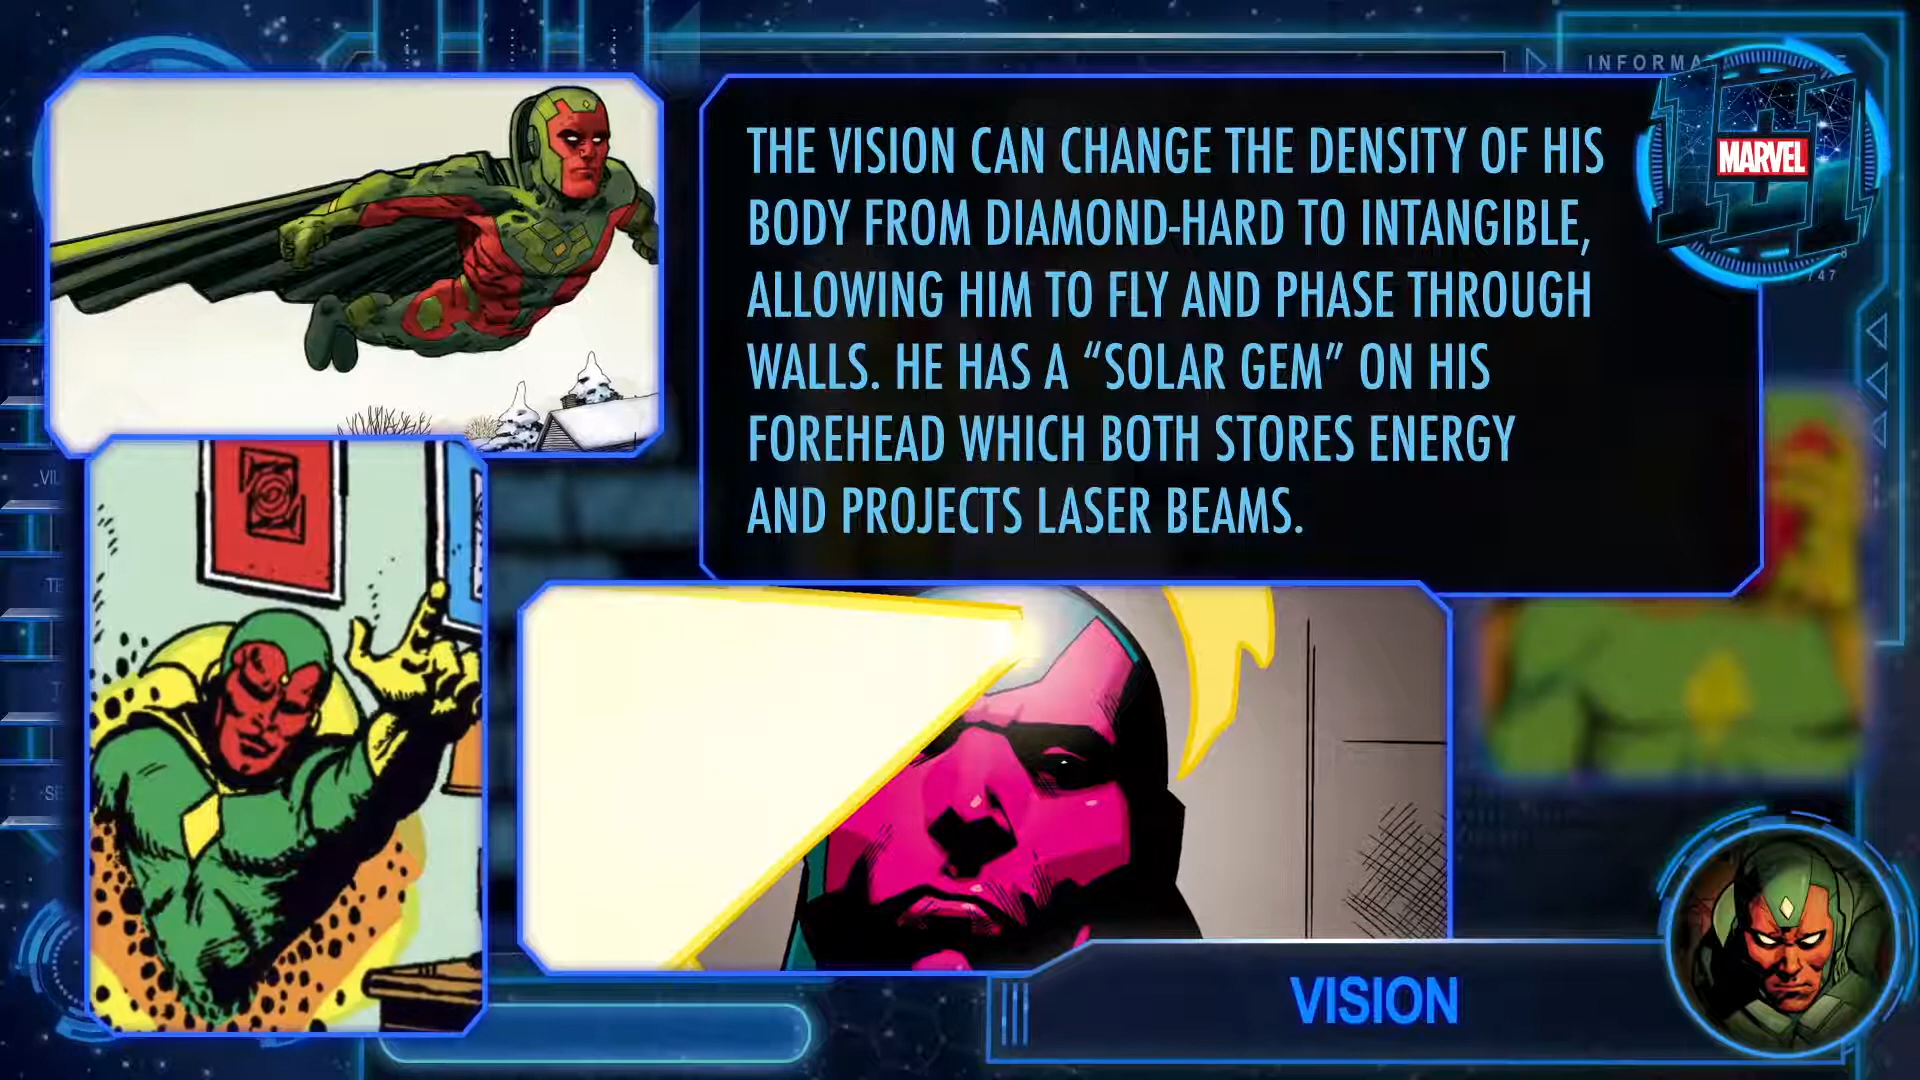 INFORMA
MARVEL
THE VISION CAN CHANGE THE DENSITY OF HIS
BODY FROM DIAMOND-HARD TO INTANGIBLE,
ALLOWING HIM TO FLY AND PHASE THROUGH
WALLS. HE HAS A “SOLAR GEM” ON HIS
FOREHEAD WHICH BOTH STORES ENERGY
AND PROJECTS LASER BEAMS.
VISION